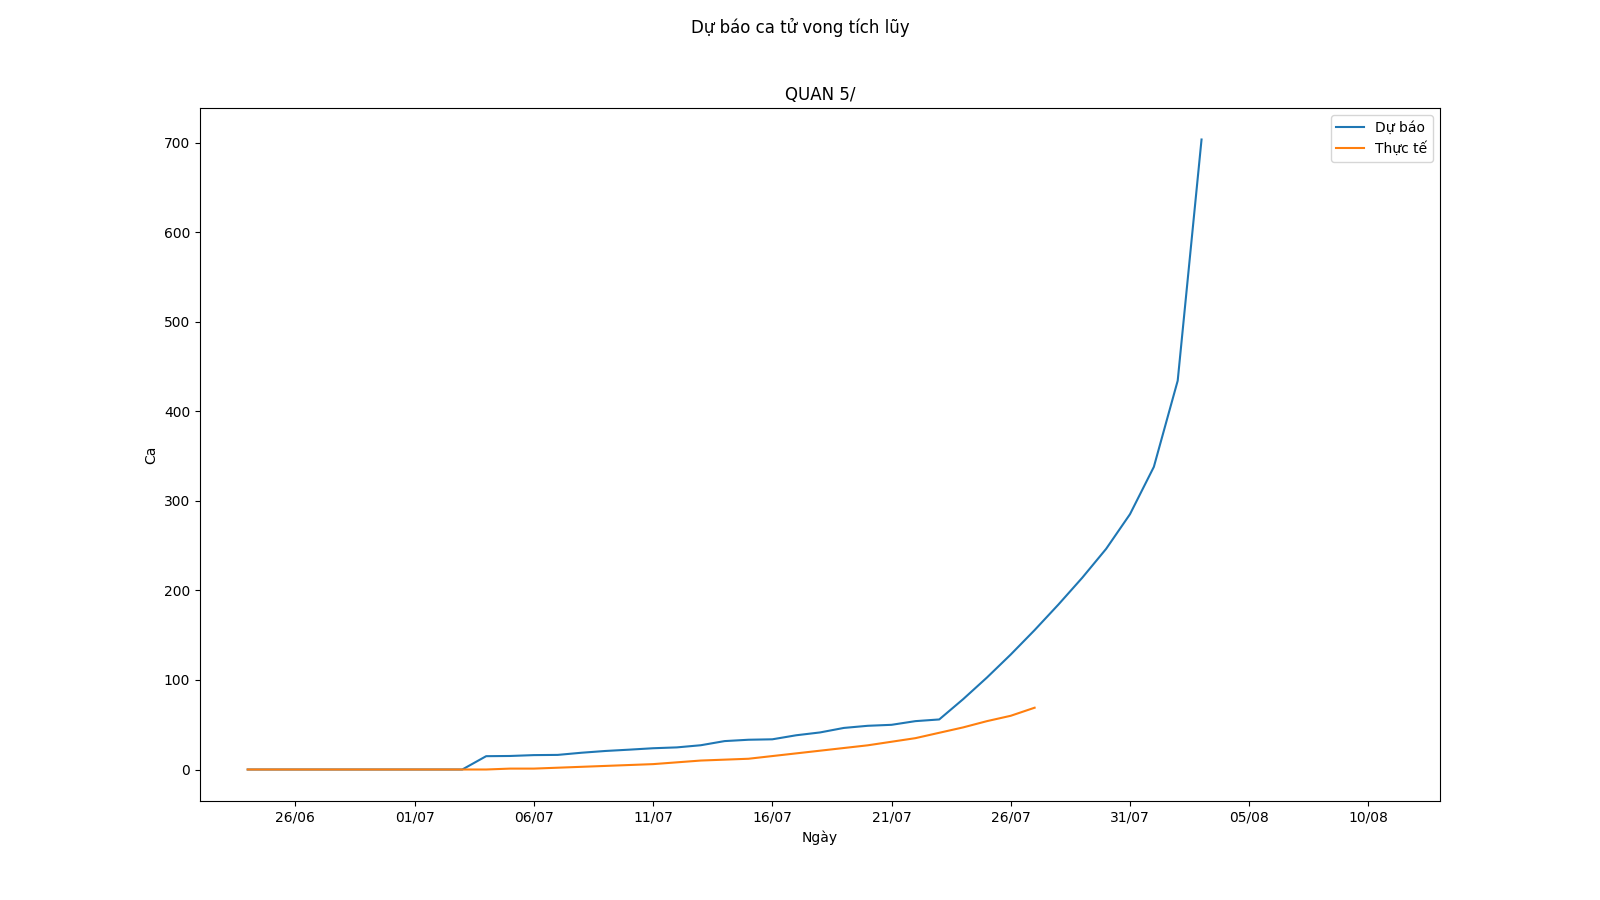 Dự báo ca tử vong tích lũy
QUAN 5/
Dự báo
Thực tế
700
600
500
400
300
200
100
0
Ca
26/06 01/07 06/07 11/07 16/07 21/07 26/07 31/07 05/08 10/08
Ngày